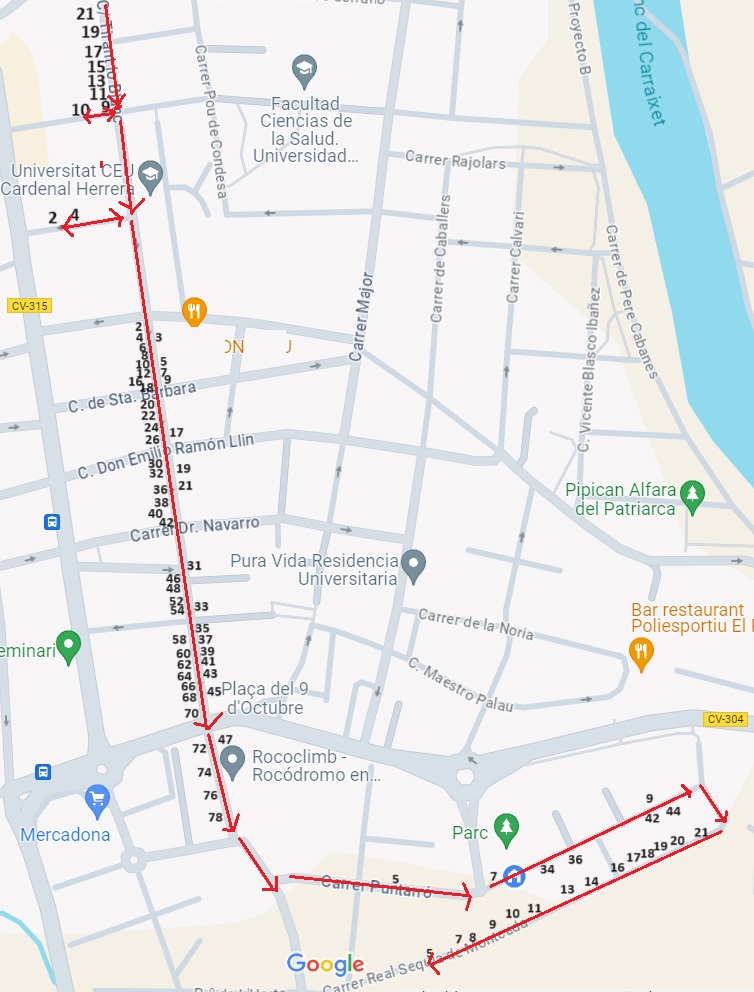 21
C/ Tirant lo Blanc
19
17
15
13
11
9
10
Proyecto B
nc del Carraixet
Carrer Pou de Condesa
Facultad
Ciencias de
la Salud.
Universidad...
Carrer Rajolars
Universitat CEU
Cardenal Herrera
2 4
Carrer de Caballers
Carrer Calvari
Carrer de Pere Cabanes
CV-315
Carrer Major
C. Vicente Blasco Ibañez
2
4 3
6
8
10 5
12 7
16 9
18
C. de Sta. Barbara
20
22
24
26 17
C. Don Emilio Ramón Llin
30
32 19
36 21
38
40
42
Carrer Dr. Navarro
Pipican Alfara
del Patriarca
Pura Vida Residencia
Universitaria
31
46
48
52
54 33
35
58 37
60 39
62 41
64 43
66
68 45
70
Plaça del 9
d'Octubre
Carrer de la Noria
C. Maestro Palau
Bar restaurant
Poliesportiu El
eminari
CV-304
47
72
74
76
78
Rococlimb -
Rocódromo en...
Mercadona
Parc
9
44
42
36
34
7
5
Carrer Puntarró
21
20
19
18
17
16
14
13
11
10
9
8
7
5
Carrer Real Sequia de Montcada
Google